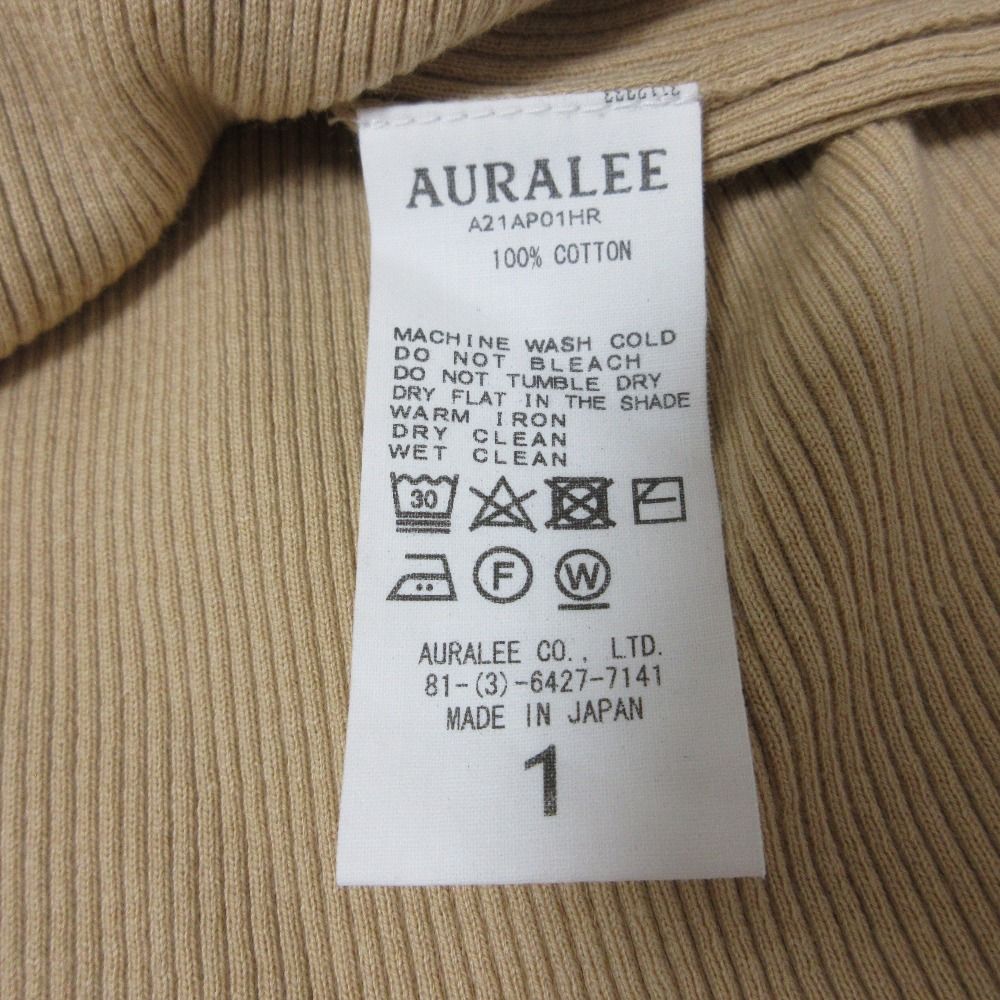 AURALEE
A21AP01HR
100% COTTON
MACHINE WASH COLD
DO NOT BLEACH
DO NOT TUMBLE DRY
DRY FLAT IN THE SHADE
WARM IRON
DRY CLEAN
WET CLEAN
30
F W
AURALEE CO., LTD.
81-(3)-6427-7141
MADE IN JAPAN
1